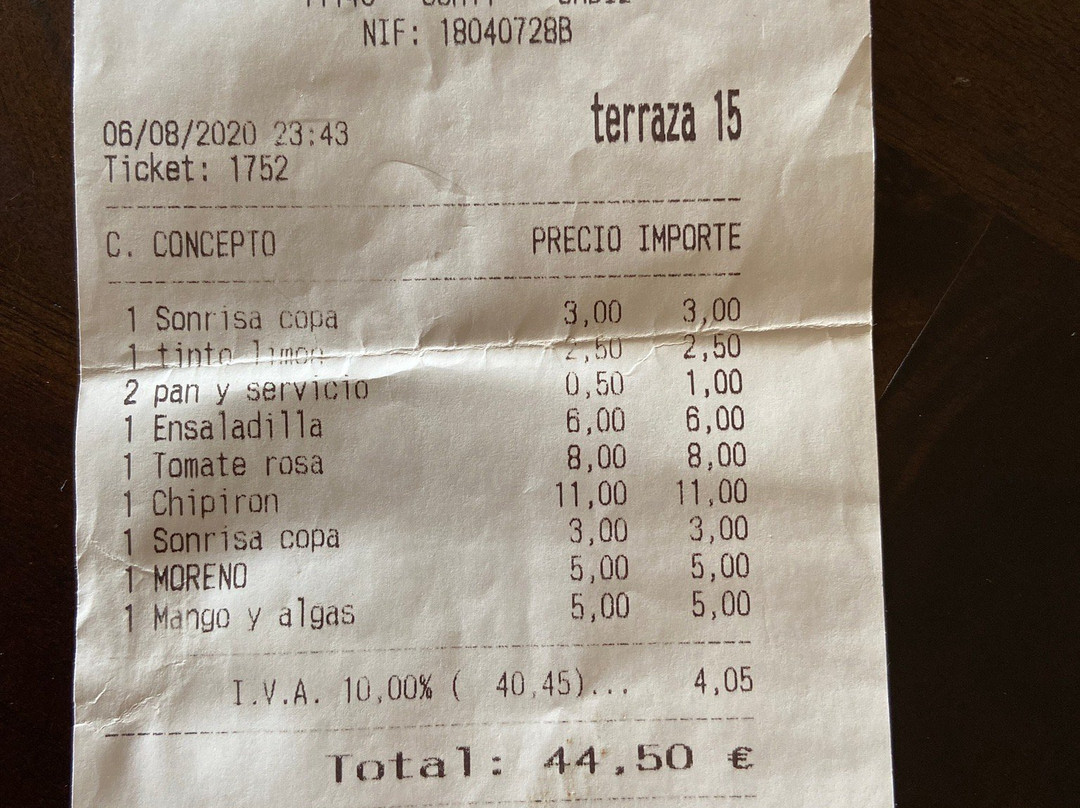 NIF: 18040728B
terraza 15
06/08/2020 23:43
Ticket: 1752
C. CONCEPTO PRECIO IMPORTE
1 Sonrisa copa 3,00 3,00
1 tinto limon 2,50 2,50
2 pan y servicio 0,50 1,00
1 Ensaladilla 6,00 6,00
1 Tomate rosa 8,00 8,00
1 Chipiron 11,00 11,00
1 Sonrisa copa 3,00 3,00
1 MORENO 5,00 5,00
1 Mango y algas 5,00 5,00
I.V.A. 10,00% ( 40,45)... 4,05
Total: 44,50 €